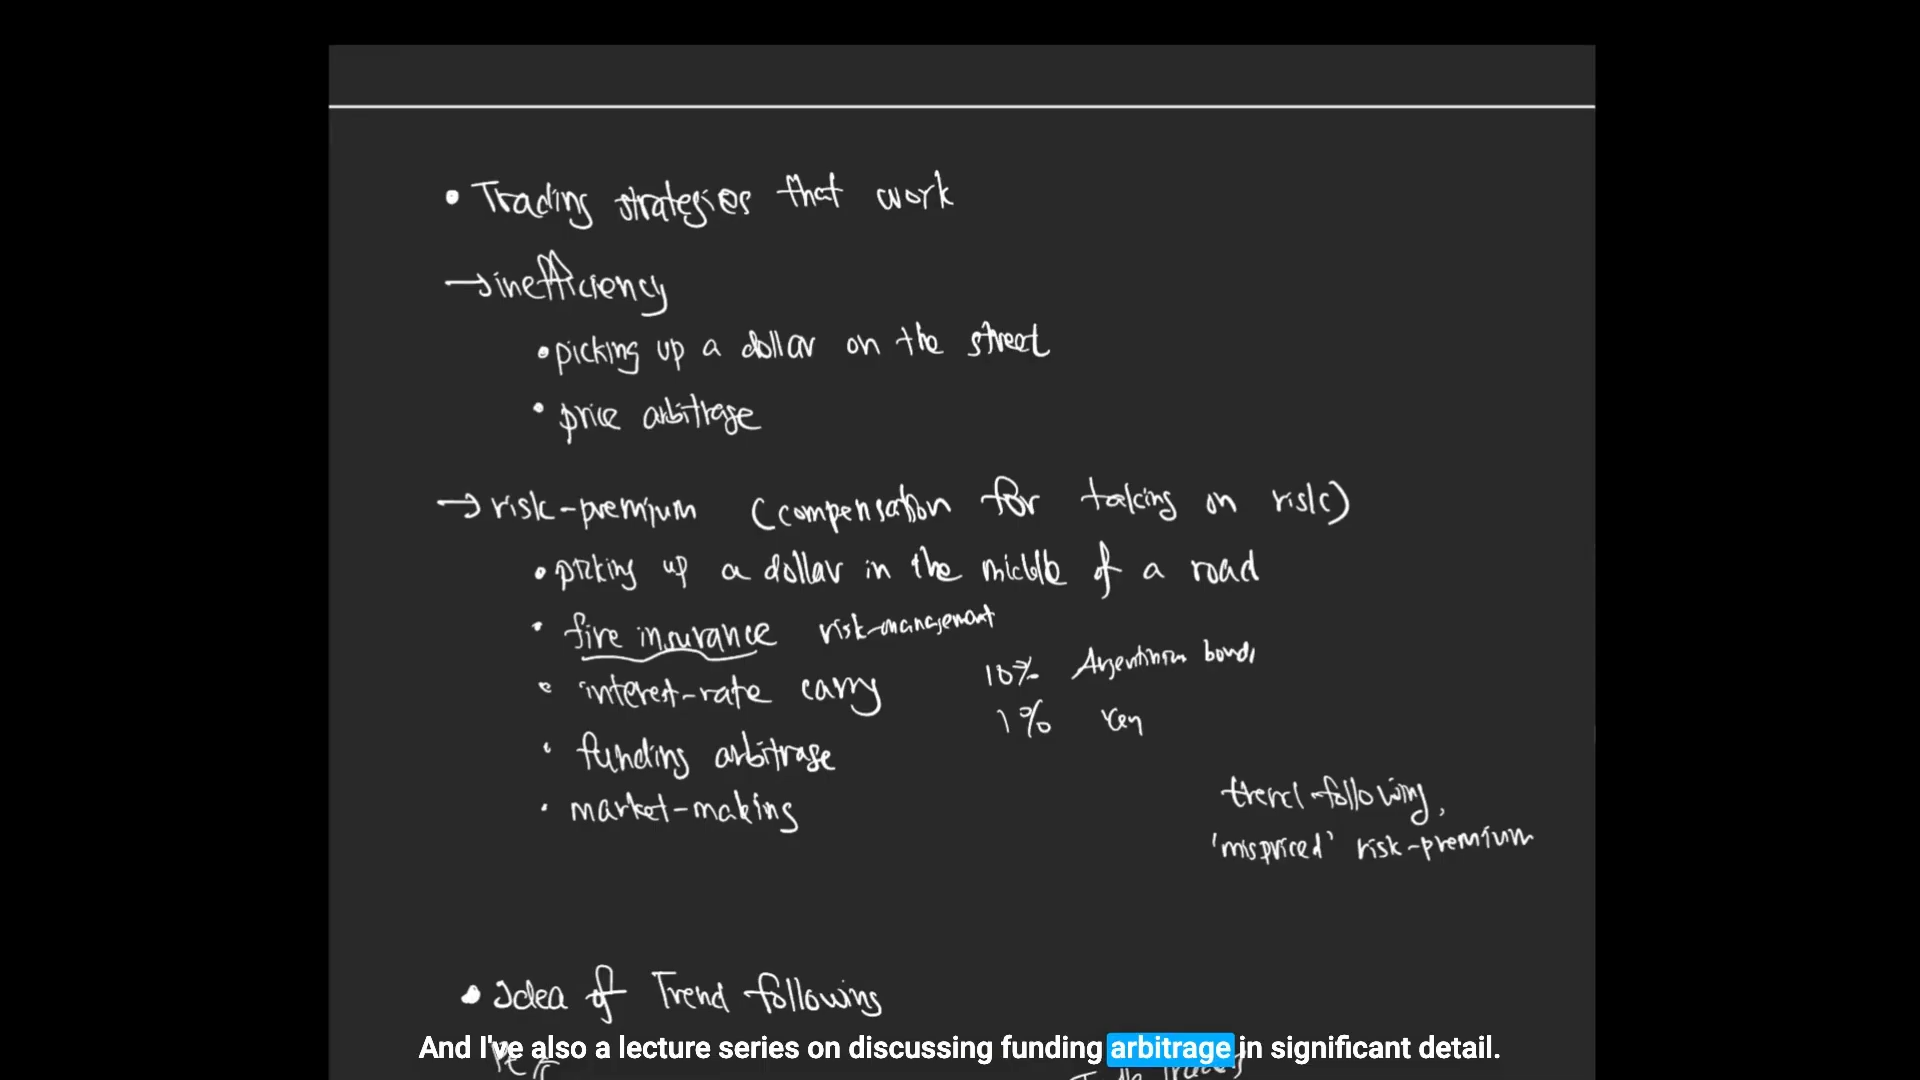 • Trading strategies that work
→ inefficiency
• picking up a dollar on the street
• price arbitrage
→ risk-premium (compensation for taking on risk)
• picking up a dollar in the middle of a road
• fire insurance risk-management
• interest-rate carry 10% Argentinian bonds
1% Yen
• funding arbitrage
• market-making
trend-following,
'mispriced' risk-premium
• Idea of Trend following
And I've also a lecture series on discussing funding arbitrage in significant detail.